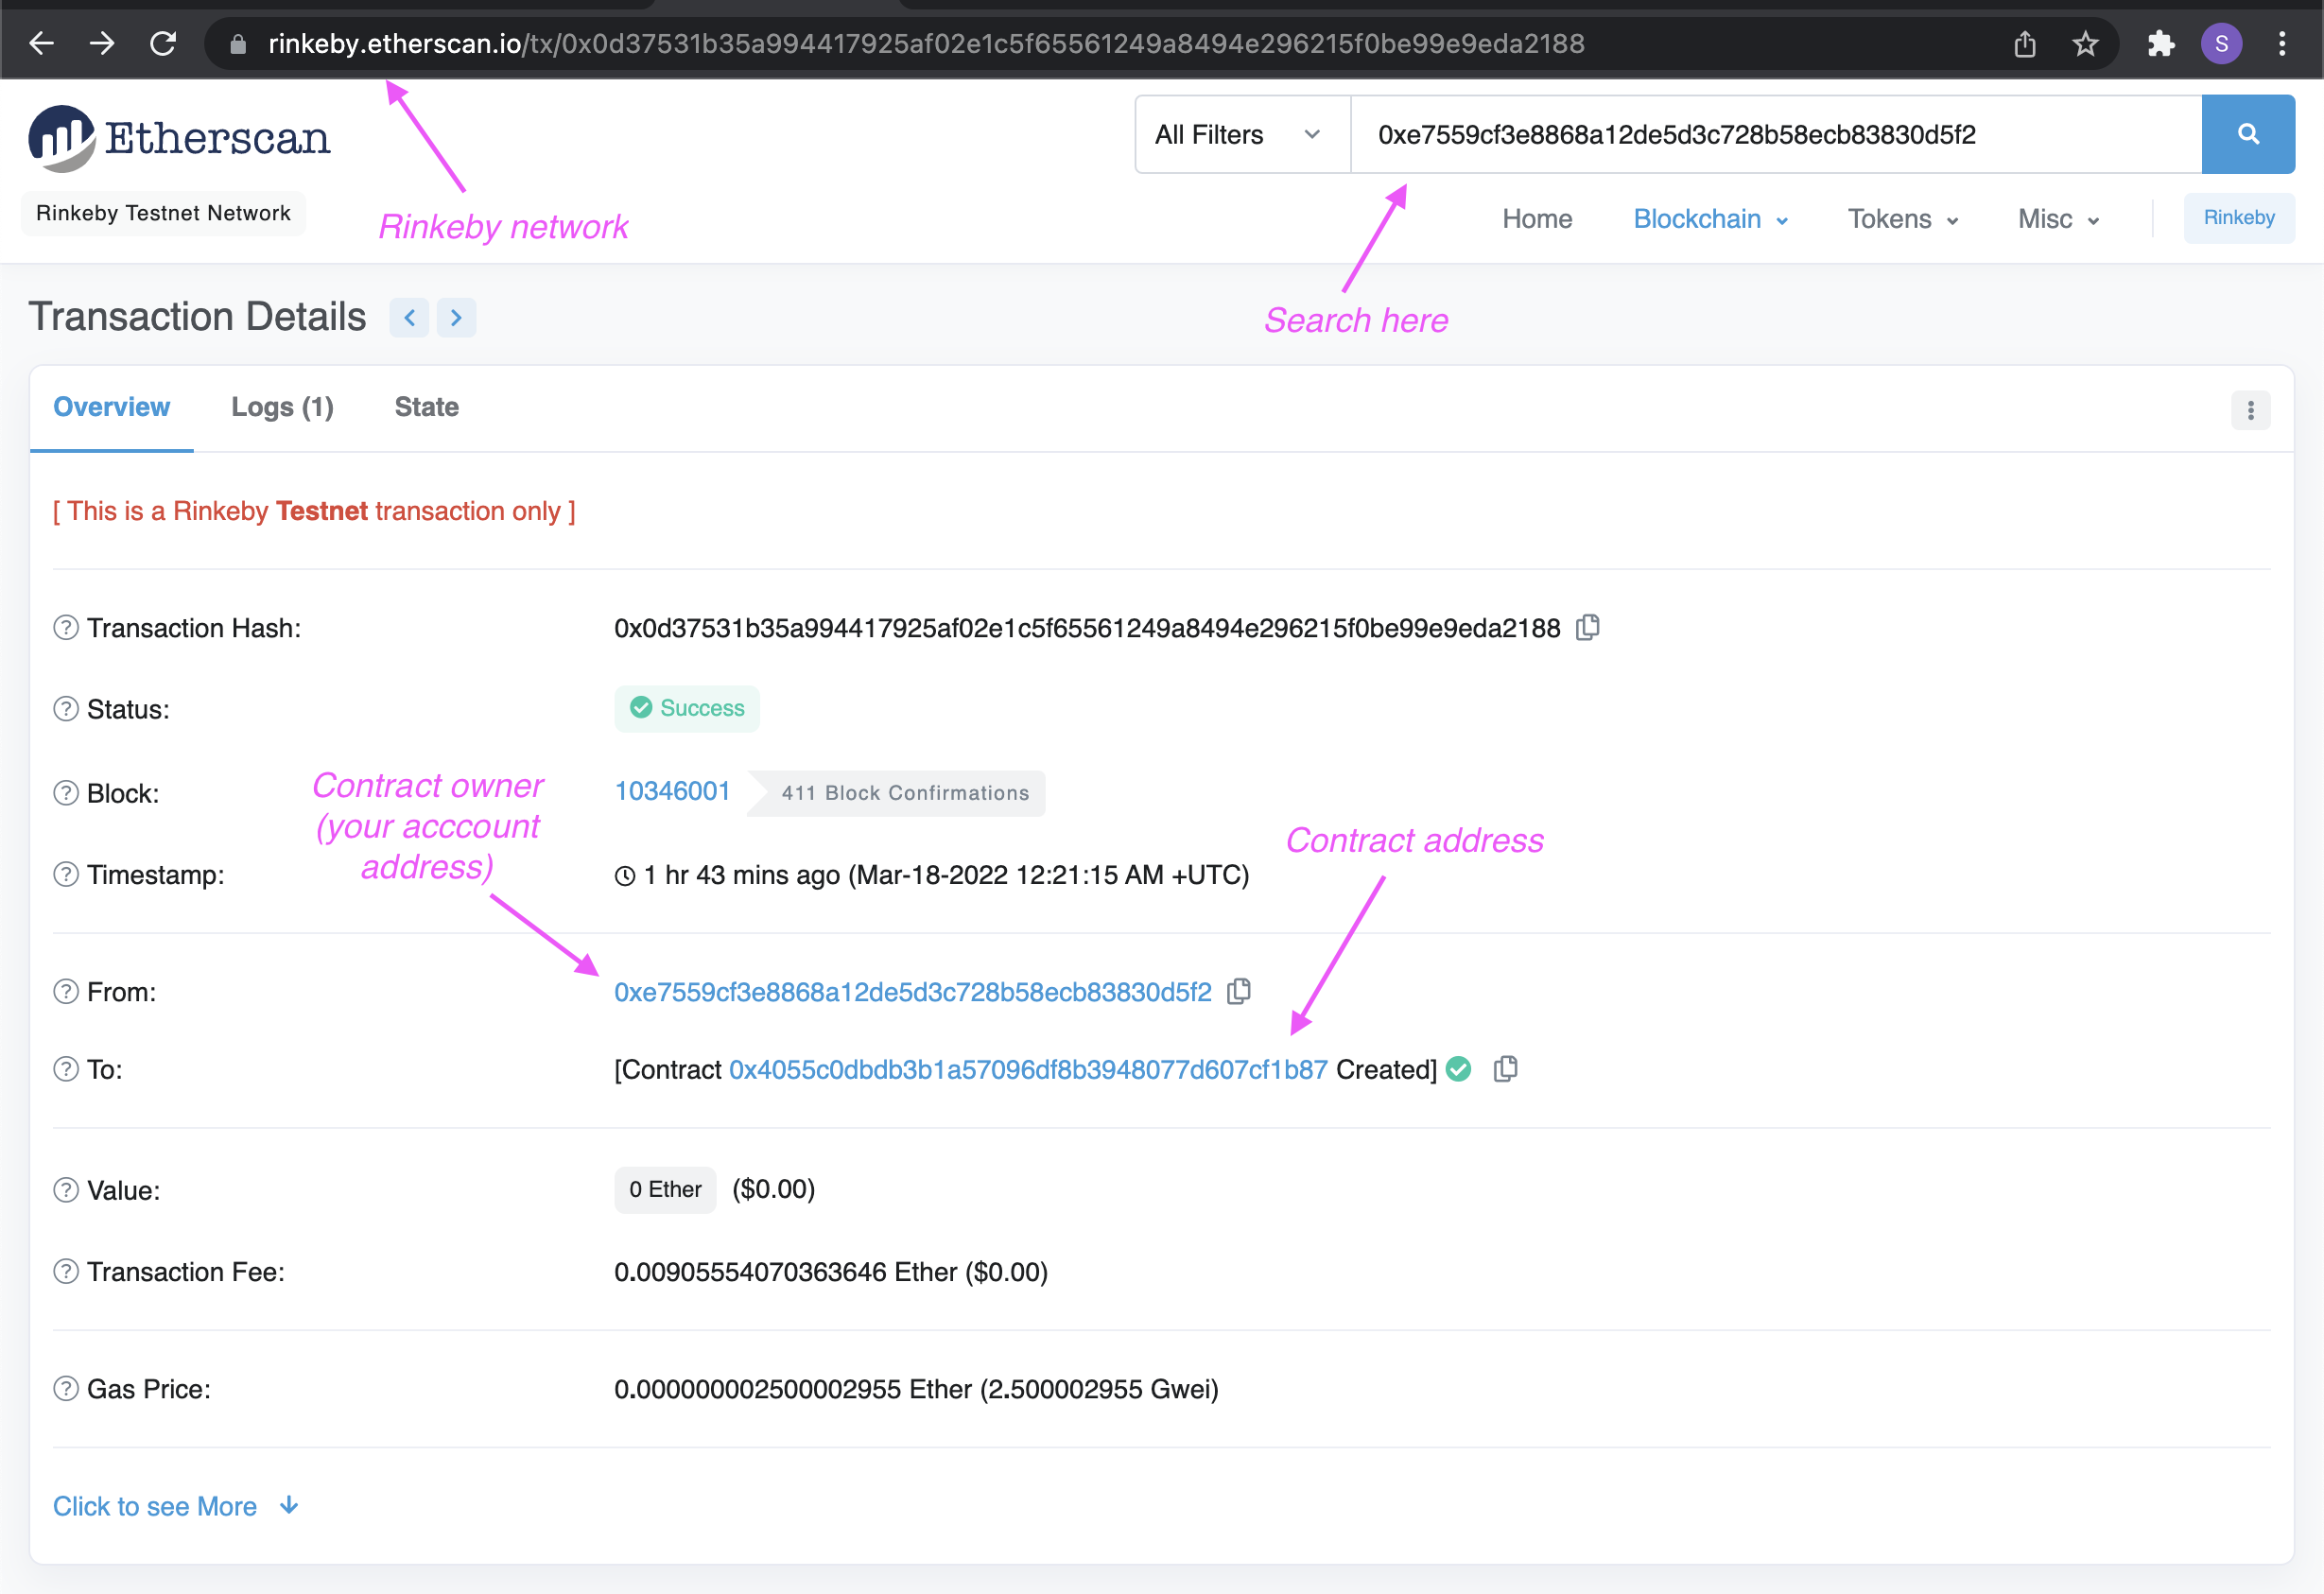 rinkeby.etherscan.io/tx/0x0d37531b35a994417925af02e1c5f65561249a8494e296215f0be99e9eda2188
S
Etherscan
All Filters
0xe7559cf3e8868a12de5d3c728b58ecb83830d5f2
Rinkeby Testnet Network
Rinkeby network
Home
Blockchain
Tokens
Misc
Rinkeby
Search here
Transaction Details
Overview
Logs (1)
State
[ This is a Rinkeby Testnet transaction only ]
Transaction Hash:
0x0d37531b35a994417925af02e1c5f65561249a8494e296215f0be99e9eda2188
Status:
Success
Block:
10346001
411 Block Confirmations
Contract owner
(your acccount
address)
Contract address
Timestamp:
1 hr 43 mins ago (Mar-18-2022 12:21:15 AM +UTC)
From:
0xe7559cf3e8868a12de5d3c728b58ecb83830d5f2
To:
[Contract 0x4055c0dbdb3b1a57096df8b3948077d607cf1b87 Created]
Value:
0 Ether ($0.00)
Transaction Fee:
0.00905554070363646 Ether ($0.00)
Gas Price:
0.000000002500002955 Ether (2.500002955 Gwei)
Click to see More